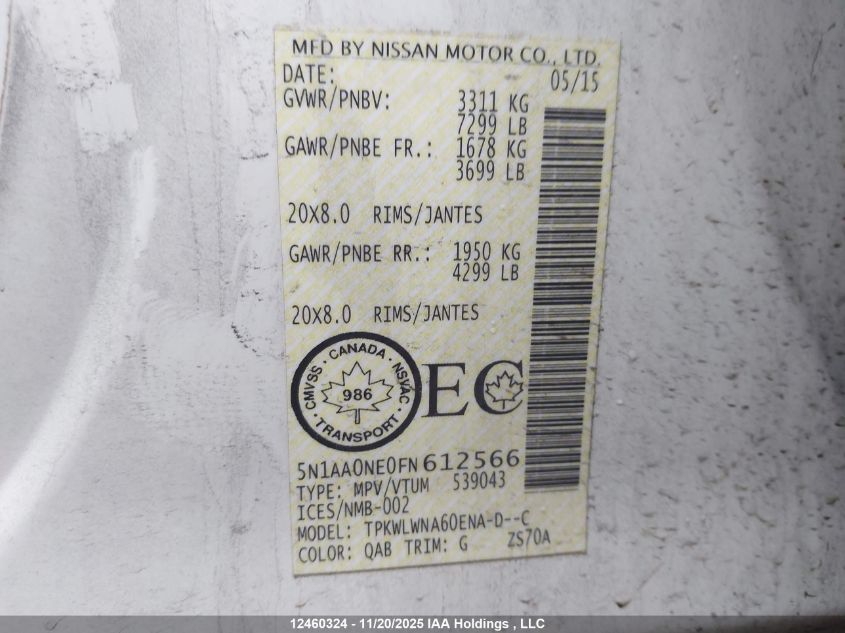 MFD BY NISSAN MOTOR CO., LTD.
DATE: 05/15
GVWR/PNBV: 3311 KG
7299 LB
GAWR/PNBE FR.: 1678 KG
3699 LB
20X8.0 RIMS/JANTES
GAWR/PNBE RR.: 1950 KG
4299 LB
20X8.0 RIMS/JANTES
CMVSS · CANADA · NSVAC · TRANSPORT ·
986
EC
5N1AA0NE0FN612566
TYPE: MPV/VTUM 539043
ICES/NMB-002
MODEL: TPKWLWNA60ENA-D--C
COLOR: QAB TRIM: G ZS70A
12460324 - 11/20/2025 IAA Holdings , LLC